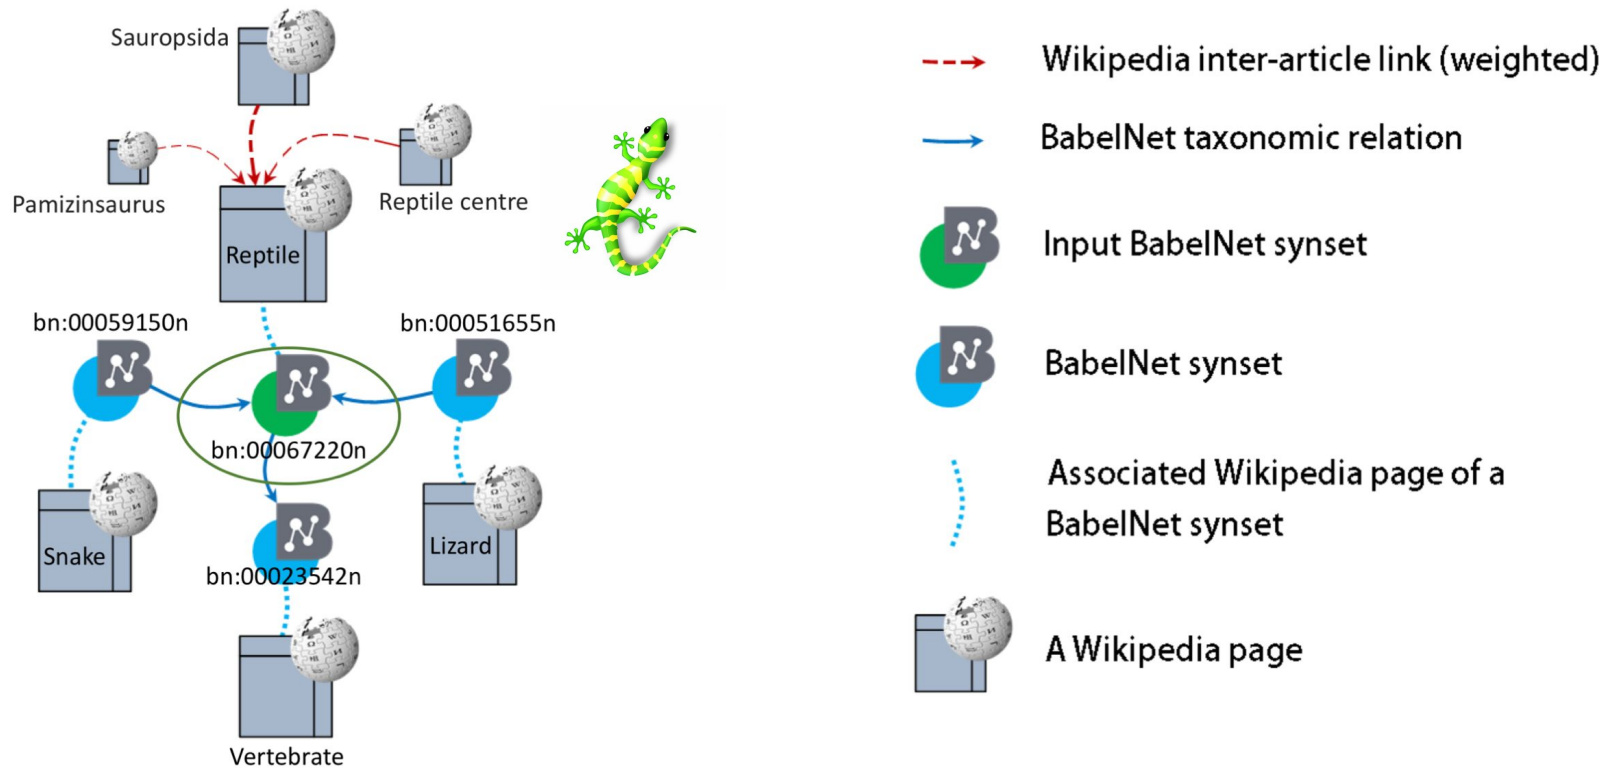 Sauropsida
Pamizinsaurus
Reptile centre
Reptile
bn:00059150n
bn:00051655n
bn:00067220n
Snake
Lizard
bn:00023542n
Vertebrate
Wikipedia inter-article link (weighted)
BabelNet taxonomic relation
Input BabelNet synset
BabelNet synset
Associated Wikipedia page of a
BabelNet synset
A Wikipedia page